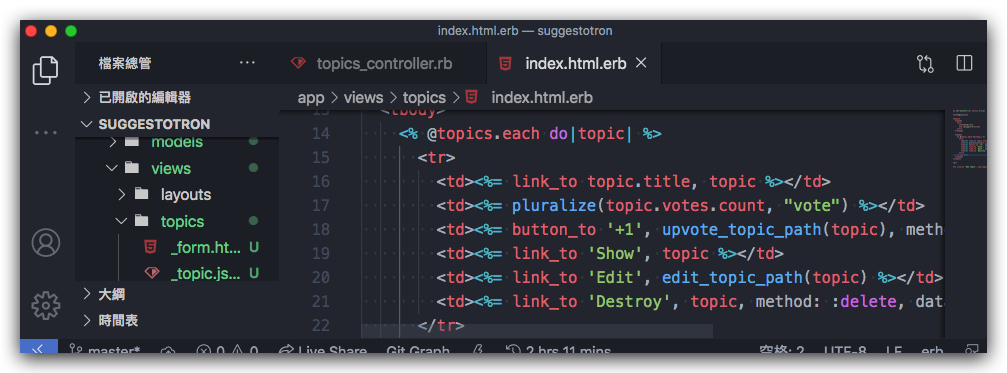 index.html.erb — suggestotron
檔案總管 ···
topics_controller.rb
index.html.erb
已開啟的編輯器
SUGGESTOTRON
models
views
layouts
topics
_form.ht... U
_topic.js... U
大綱
時間表
app > views > topics > index.html.erb
13 <tbody>
14 <% @topics.each do|topic| %>
15 <tr>
16 <td><%= link_to topic.title, topic %></td>
17 <td><%= pluralize(topic.votes.count, "vote") %></td>
18 <td><%= button_to '+1', upvote_topic_path(topic), meth
19 <td><%= link_to 'Show', topic %></td>
20 <td><%= link_to 'Edit', edit_topic_path(topic) %></td>
21 <td><%= link_to 'Destroy', topic, method: :delete, dat
22 </tr>
master* 0 0 Live Share Git Graph 2 hrs 11 mins 空格: 2 UTF-8 LF erb